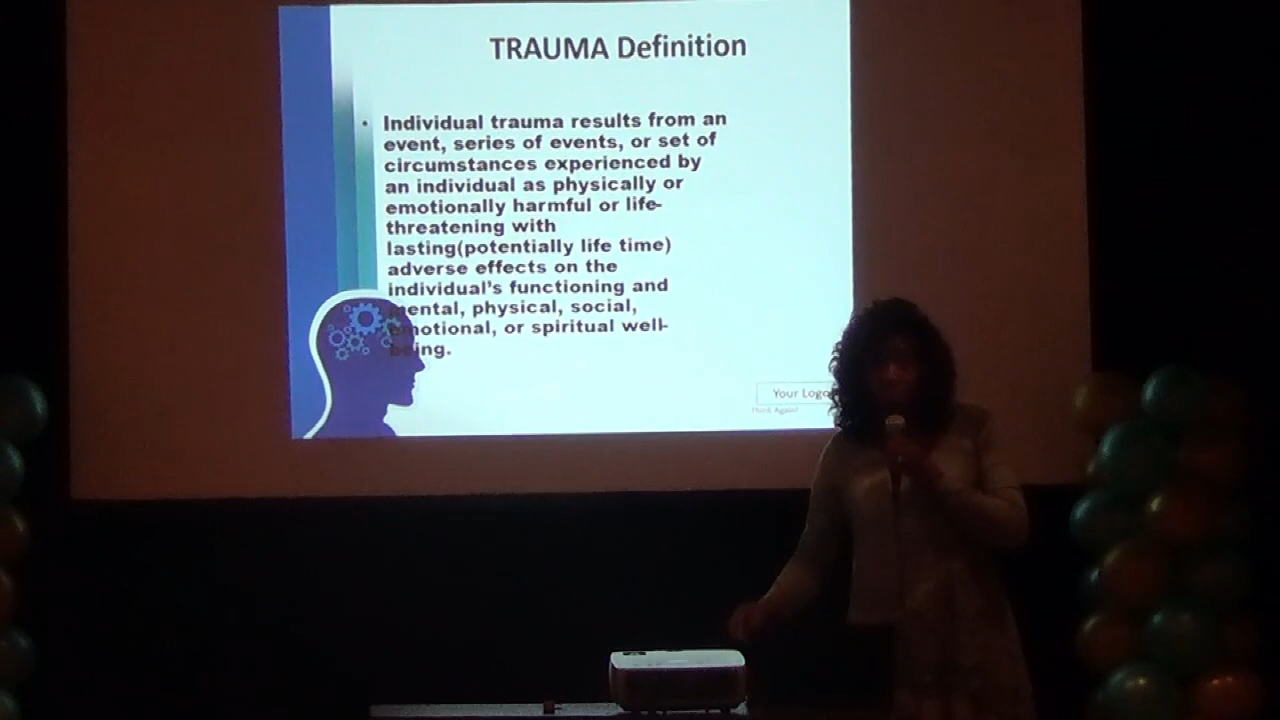 TRAUMA Definition
• Individual trauma results from an
event, series of events, or set of
circumstances experienced by
an individual as physically or
emotionally harmful or life-
threatening with
lasting(potentially life time)
adverse effects on the
individual's functioning and
mental, physical, social,
emotional, or spiritual well-
being.
Your Logo
Think Again!